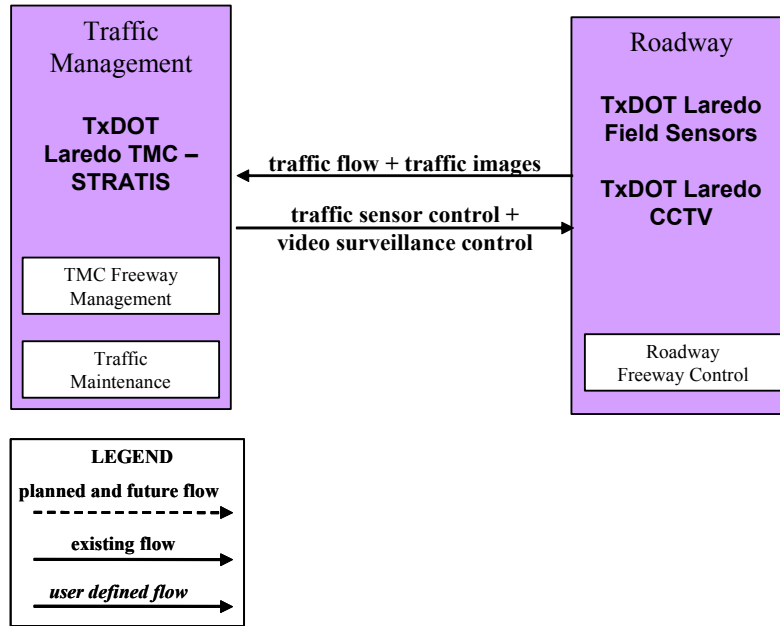 Traffic
Management
TxDOT
Laredo TMC –
STRATIS
TMC Freeway
Management
Traffic
Maintenance
traffic flow + traffic images
traffic sensor control +
video surveillance control
Roadway
TxDOT Laredo
Field Sensors
TxDOT Laredo
CCTV
Roadway
Freeway Control
LEGEND
planned and future flow
existing flow
user defined flow